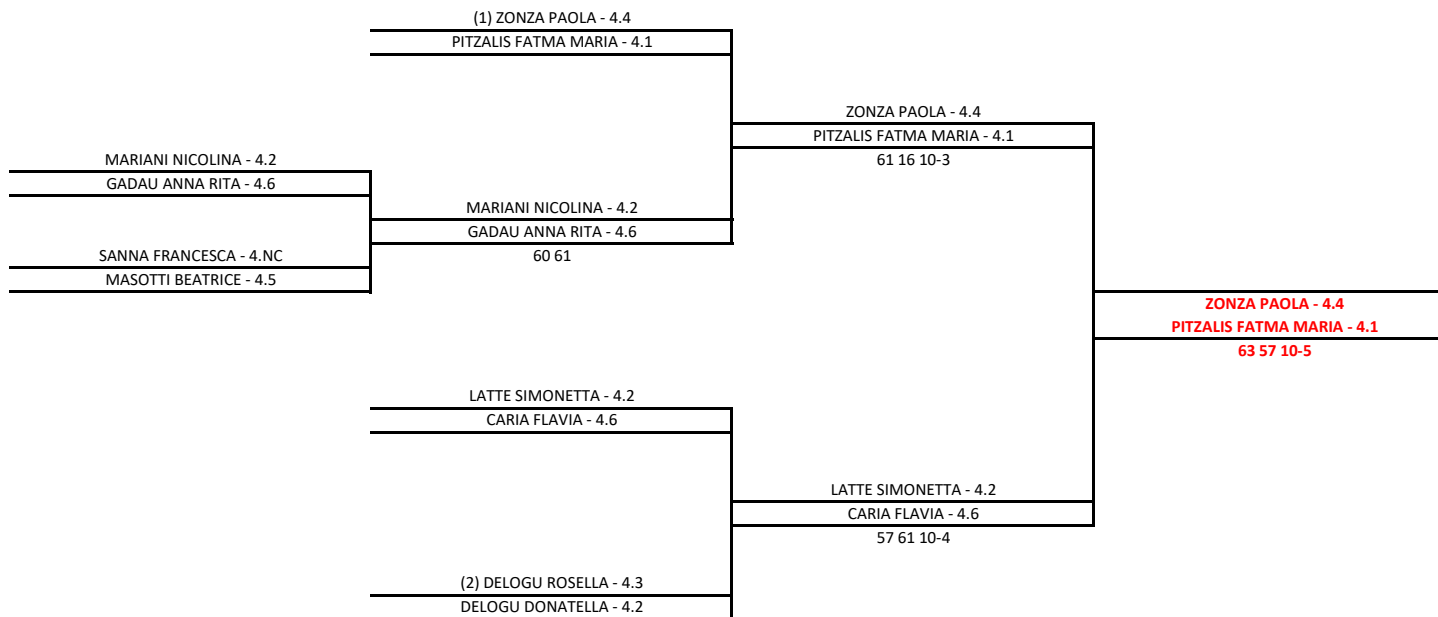 (1) ZONZA PAOLA - 4.4
PITZALIS FATMA MARIA - 4.1
ZONZA PAOLA - 4.4
PITZALIS FATMA MARIA - 4.1
61 16 10-3
MARIANI NICOLINA - 4.2
GADAU ANNA RITA - 4.6
MARIANI NICOLINA - 4.2
GADAU ANNA RITA - 4.6
60 61
SANNA FRANCESCA - 4.NC
MASOTTI BEATRICE - 4.5
ZONZA PAOLA - 4.4
PITZALIS FATMA MARIA - 4.1
63 57 10-5
LATTE SIMONETTA - 4.2
CARIA FLAVIA - 4.6
LATTE SIMONETTA - 4.2
CARIA FLAVIA - 4.6
57 61 10-4
(2) DELOGU ROSELLA - 4.3
DELOGU DONATELLA - 4.2